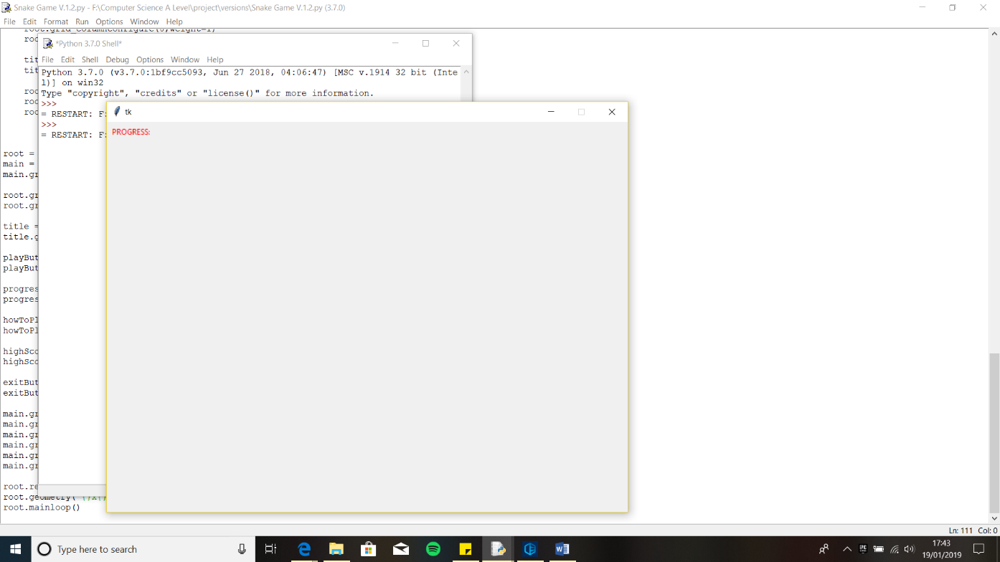 Snake Game V.1.2.py - F:\Computer Science A Level\project\versions\Snake Game V.1.2.py (3.7.0)
File Edit Format Run Options Window Help
root.grid_columnconfigure(0,weight=1)
roo
*Python 3.7.0 Shell*
tit
File Edit Shell Debug Options Window Help
tit
Python 3.7.0 (v3.7.0:1bf9cc5093, Jun 27 2018, 04:06:47) [MSC v.1914 32 bit (Inte
l)] on win32
Type "copyright", "credits" or "license()" for more information.
>>>
= RESTART: F:
>>>
= RESTART: F:
roo
roo
roo
tk
PROGRESS:
root =
main =
main.gr
root.gr
root.gr
title =
title.g
playBut
playBut
progres
progres
howToPl
howToPl
highSco
highSco
exitBut
exitBut
main.gr
main.gr
main.gr
main.gr
main.gr
main.gr
root.re
root.geometry("{}x{}
root.mainloop()
Ln: 111 Col: 0
Type here to search
17:43
19/01/2019